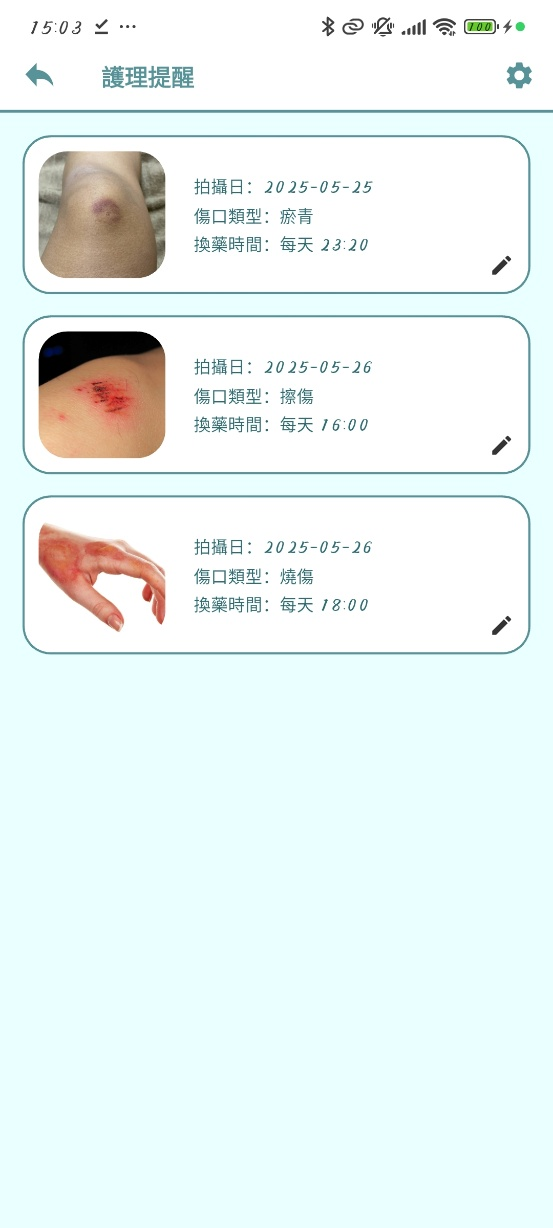 15:03 ...
100
護理提醒
拍攝日：2025-05-25
傷口類型：瘀青
換藥時間：每天 23:20
拍攝日：2025-05-26
傷口類型：擦傷
換藥時間：每天 16:00
拍攝日：2025-05-26
傷口類型：燒傷
換藥時間：每天 18:00